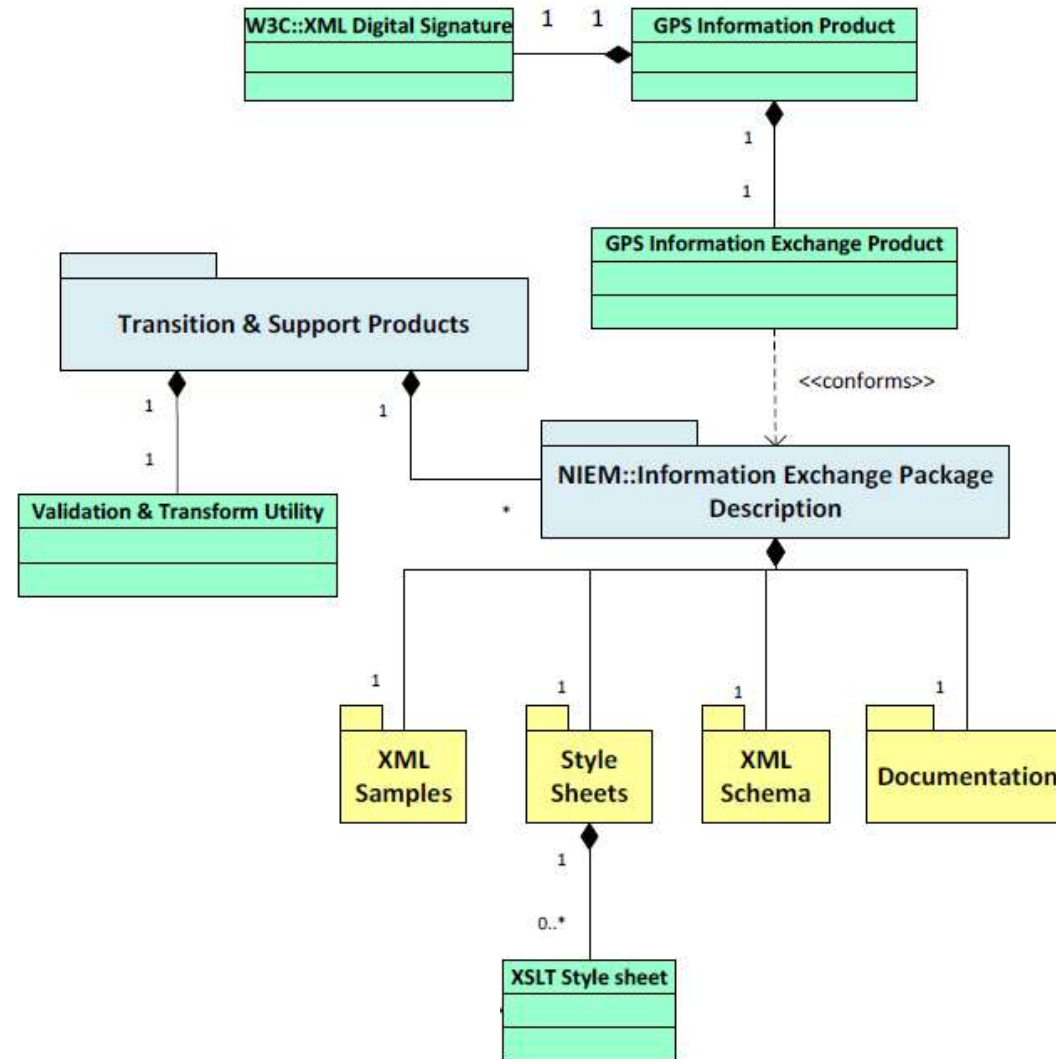 W3C::XML Digital Signature
1 1
GPS Information Product
1
1
GPS Information Exchange Product
Transition & Support Products
<<conforms>>
1
1
1
NIEM::Information Exchange Package
Description
Validation & Transform Utility
*
1
1
1
1
XML
Samples
Style
Sheets
XML
Schema
Documentation
1
0..*
XSLT Style sheet